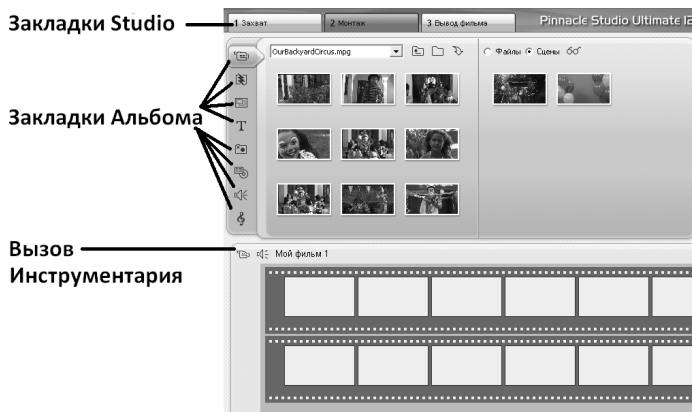 Закладки Studio
1 Захват
2 Монтаж
3 Вывод фильма
Pinnacle Studio Ultimate 12
OurBackyardCircus.mpg
Файлы
Сцены
Закладки Альбома
Вызов
Инструментария
Мой фильм 1